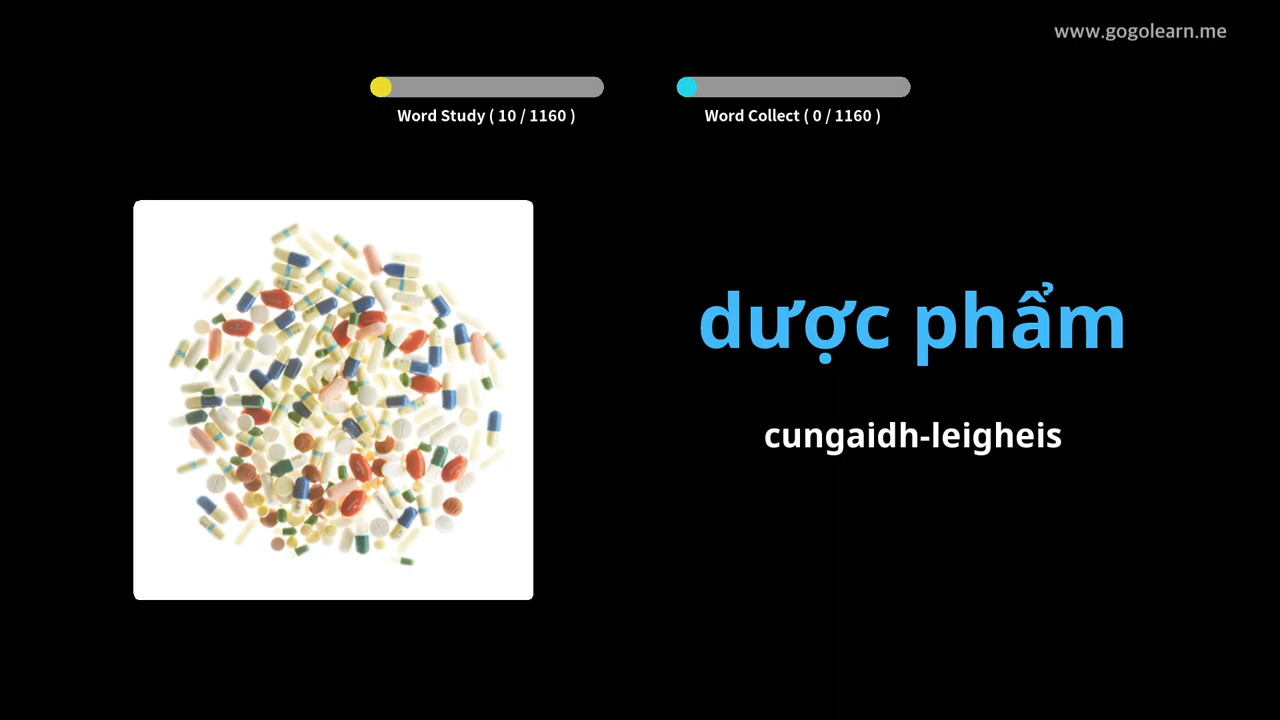 www.gogolearn.me
Word Study ( 10 / 1160 )
Word Collect ( 0 / 1160 )
dược phẩm
cungaidh-leigheis